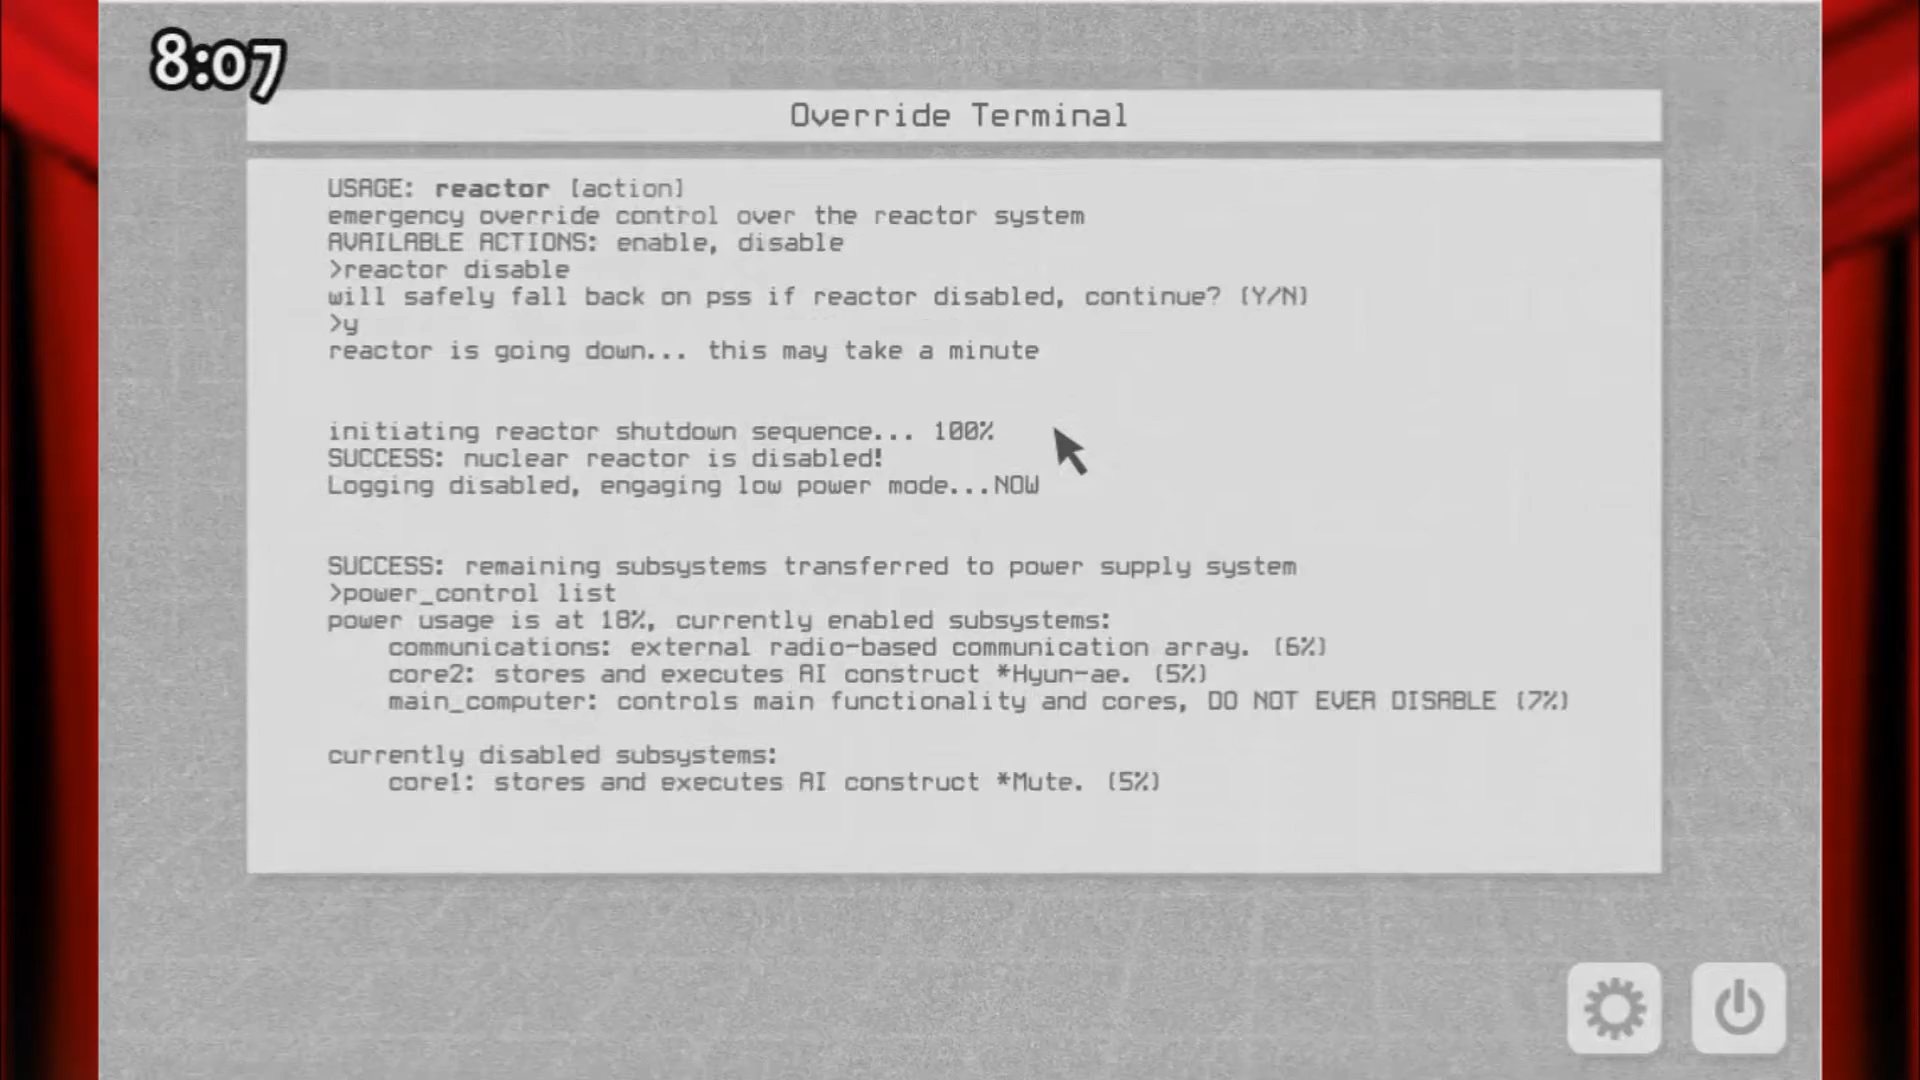 8:07
Override Terminal
USAGE: reactor [action]
emergency override control over the reactor system
AVAILABLE ACTIONS: enable, disable
>reactor disable
will safely fall back on pss if reactor disabled, continue? (Y/N)
>y
reactor is going down... this may take a minute
initiating reactor shutdown sequence... 100%
SUCCESS: nuclear reactor is disabled!
Logging disabled, engaging low power mode...NOW
SUCCESS: remaining subsystems transferred to power supply system
>power_control list
power usage is at 18%, currently enabled subsystems:
communications: external radio-based communication array. (6%)
core2: stores and executes AI construct *Hyun-ae. (5%)
main_computer: controls main functionality and cores, DO NOT EVER DISABLE (7%)
currently disabled subsystems:
core1: stores and executes AI construct *Mute. (5%)